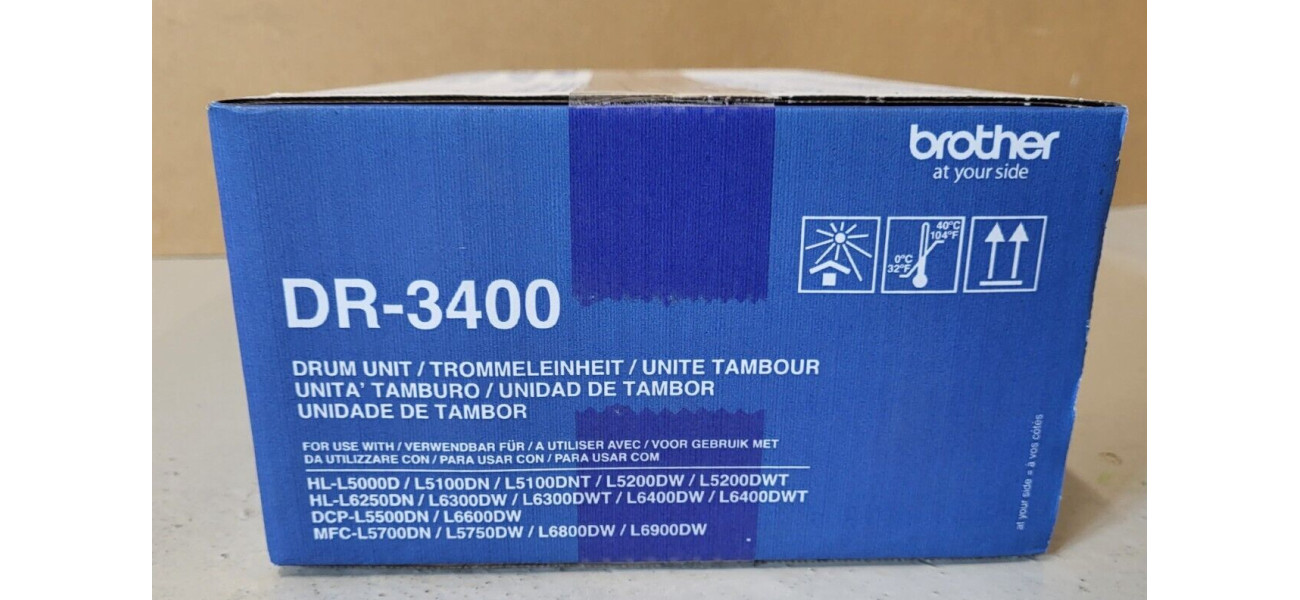 brother
at your side
40°C
104°F
0°C
32°F
DR-3400
DRUM UNIT / TROMMELEINHEIT / UNITE TAMBOUR
UNITA' TAMBURO / UNIDAD DE TAMBOR
UNIDADE DE TAMBOR
FOR USE WITH / VERWENDBAR FÜR / A UTILISER AVEC / VOOR GEBRUIK MET
DA UTILIZZARE CON / PARA USAR CON / PARA USAR COM
HL-L5000D / L5100DN / L5100DNT / L5200DW / L5200DWT
HL-L6250DN / L6300DW / L6300DWT / L6400DW / L6400DWT
DCP-L5500DN / L6600DW
MFC-L5700DN / L5750DW / L6800DW / L6900DW
at your side = à vos côtés